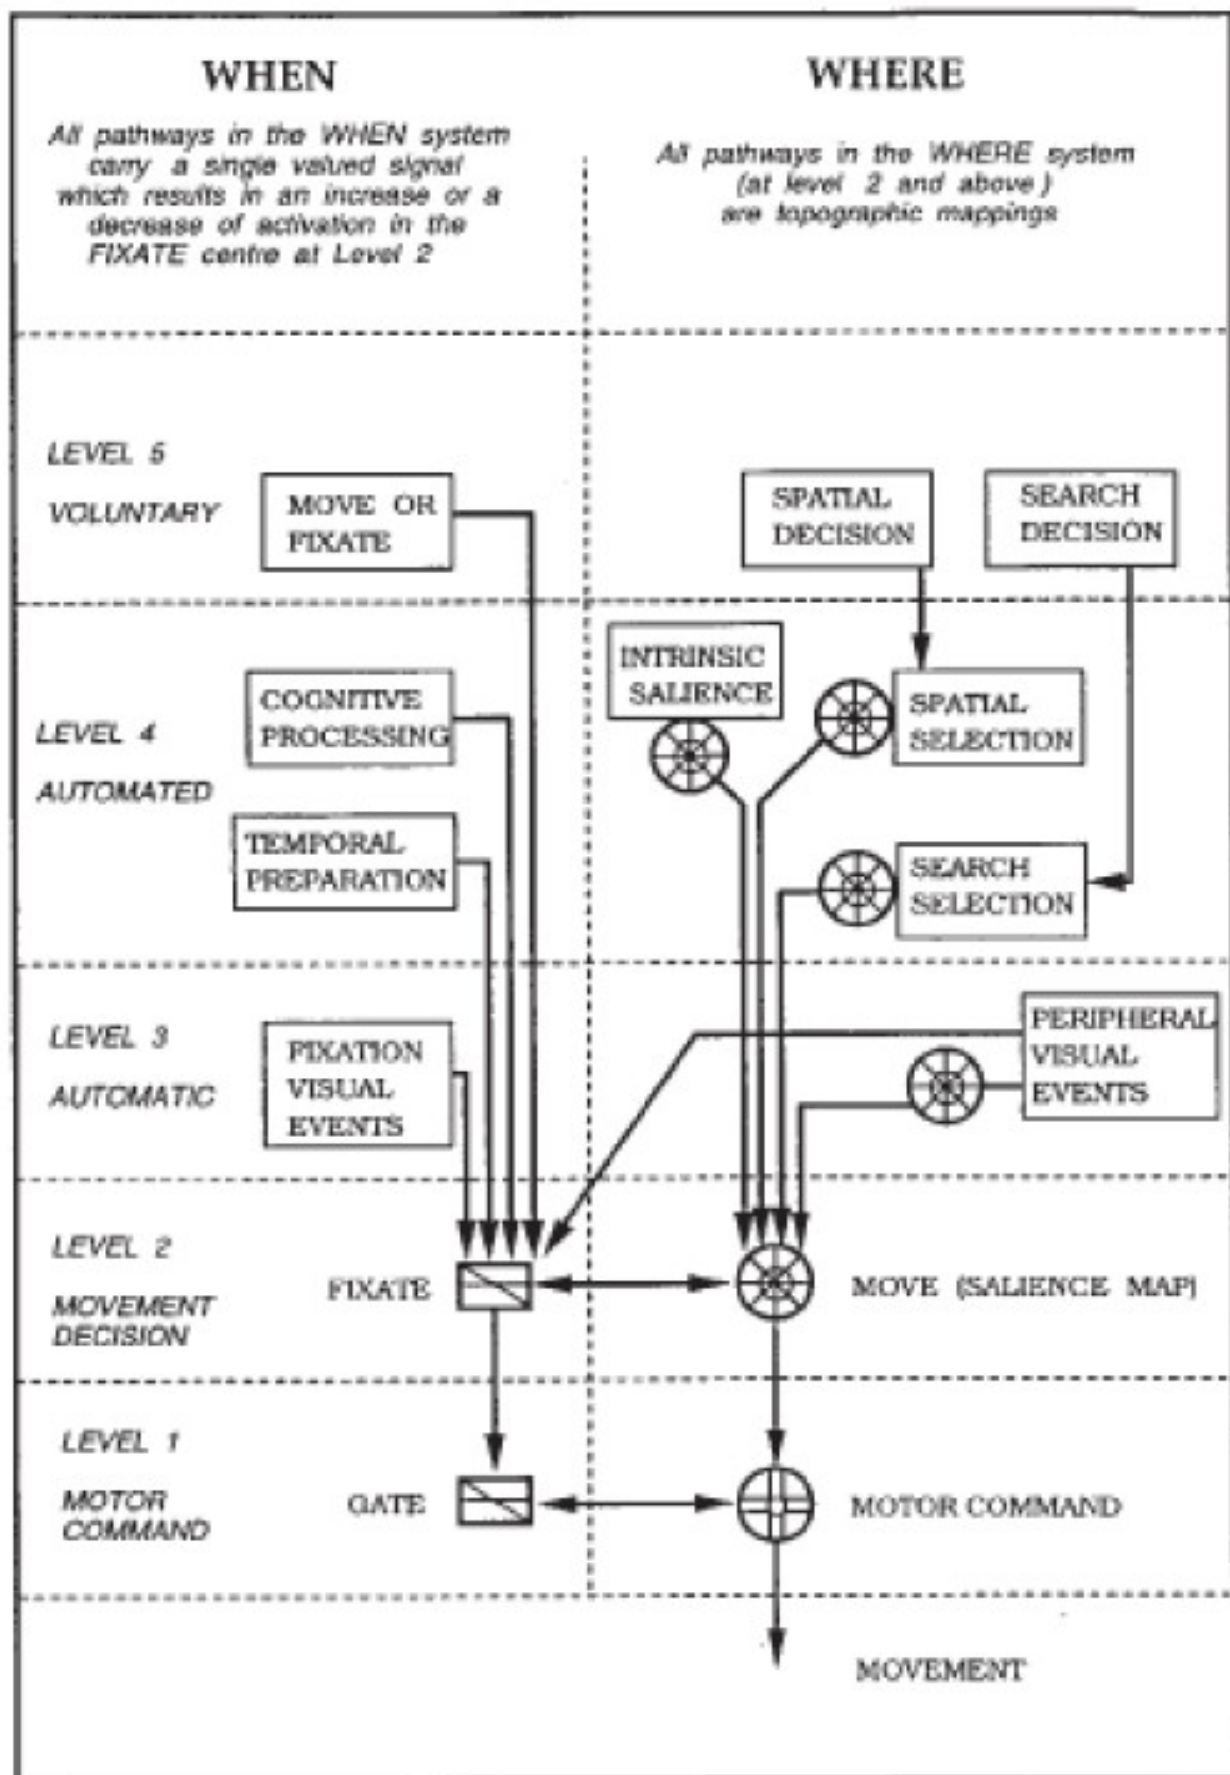 WHEN
All pathways in the WHEN system
carry a single valued signal
which results in an increase or a
decrease of activation in the
FIXATE centre at Level 2
WHERE
All pathways in the WHERE system
(at level 2 and above)
are topographic mappings
LEVEL 5
VOLUNTARY
MOVE OR
FIXATE
SPATIAL
DECISION
SEARCH
DECISION
LEVEL 4
AUTOMATED
COGNITIVE
PROCESSING
TEMPORAL
PREPARATION
INTRINSIC
SALIENCE
SPATIAL
SELECTION
SEARCH
SELECTION
LEVEL 3
AUTOMATIC
FIXATION
VISUAL
EVENTS
PERIPHERAL
VISUAL
EVENTS
LEVEL 2
MOVEMENT
DECISION
FIXATE
MOVE (SALIENCE MAP)
LEVEL 1
MOTOR
COMMAND
GATE
MOTOR COMMAND
MOVEMENT